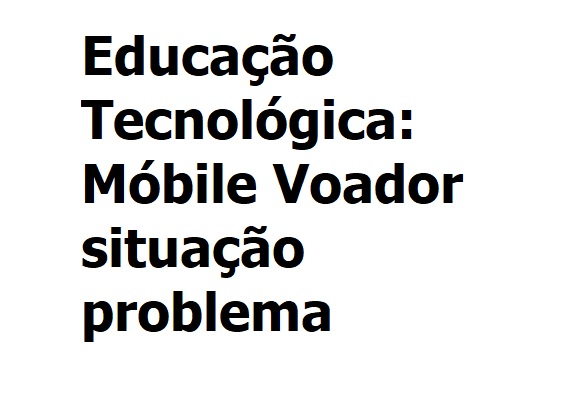 Educação
Tecnológica:
Móbile Voador
situação
problema